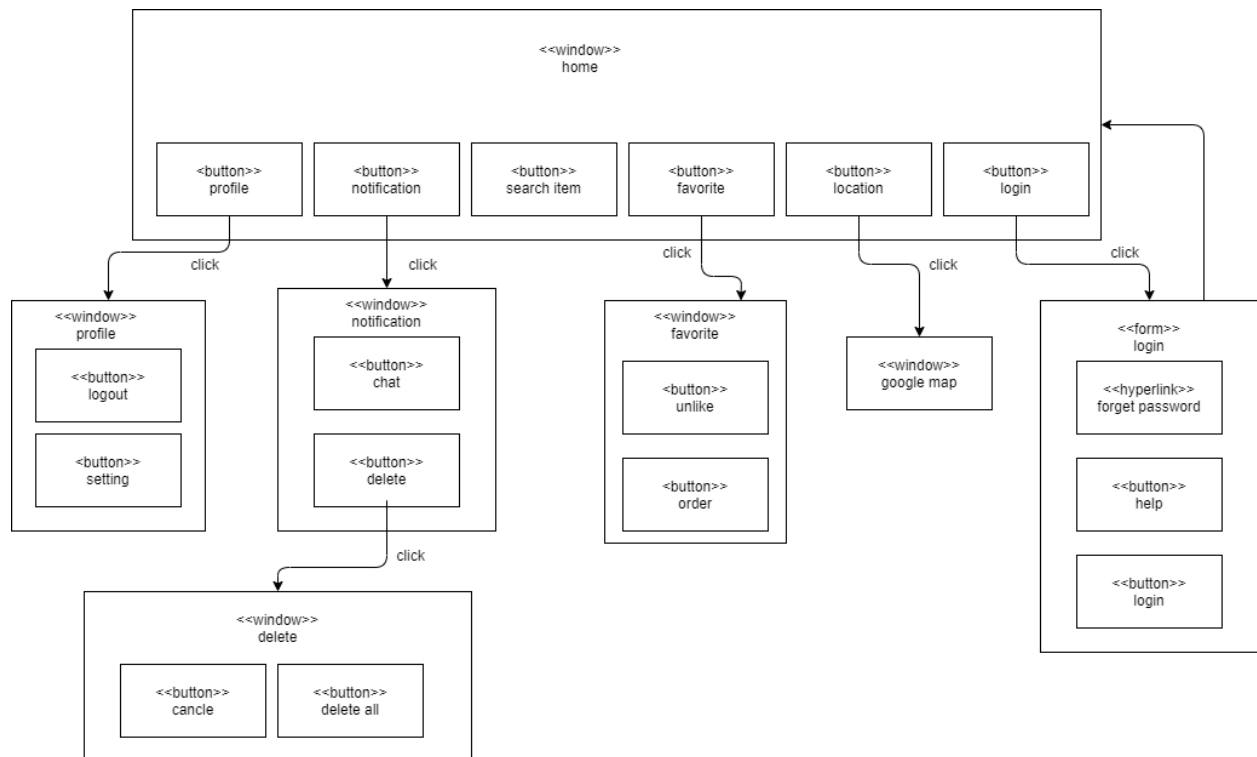 <<window>>
home
<button>>
profile
<button>>
notification
<button>>
search item
<button>>
favorite
<button>>
location
<button>>
login
click
click
click
click
click
<<window>>
profile
<<button>>
logout
<button>>
setting
<<window>>
notification
<<button>>
chat
<<button>>
delete
<<window>>
favorite
<button>>
unlike
<button>>
order
<<window>>
google map
<<form>>
login
<<hyperlink>>
forget password
<<button>>
help
<<button>>
login
click
<<window>>
delete
<<button>>
cancle
<<button>>
delete all